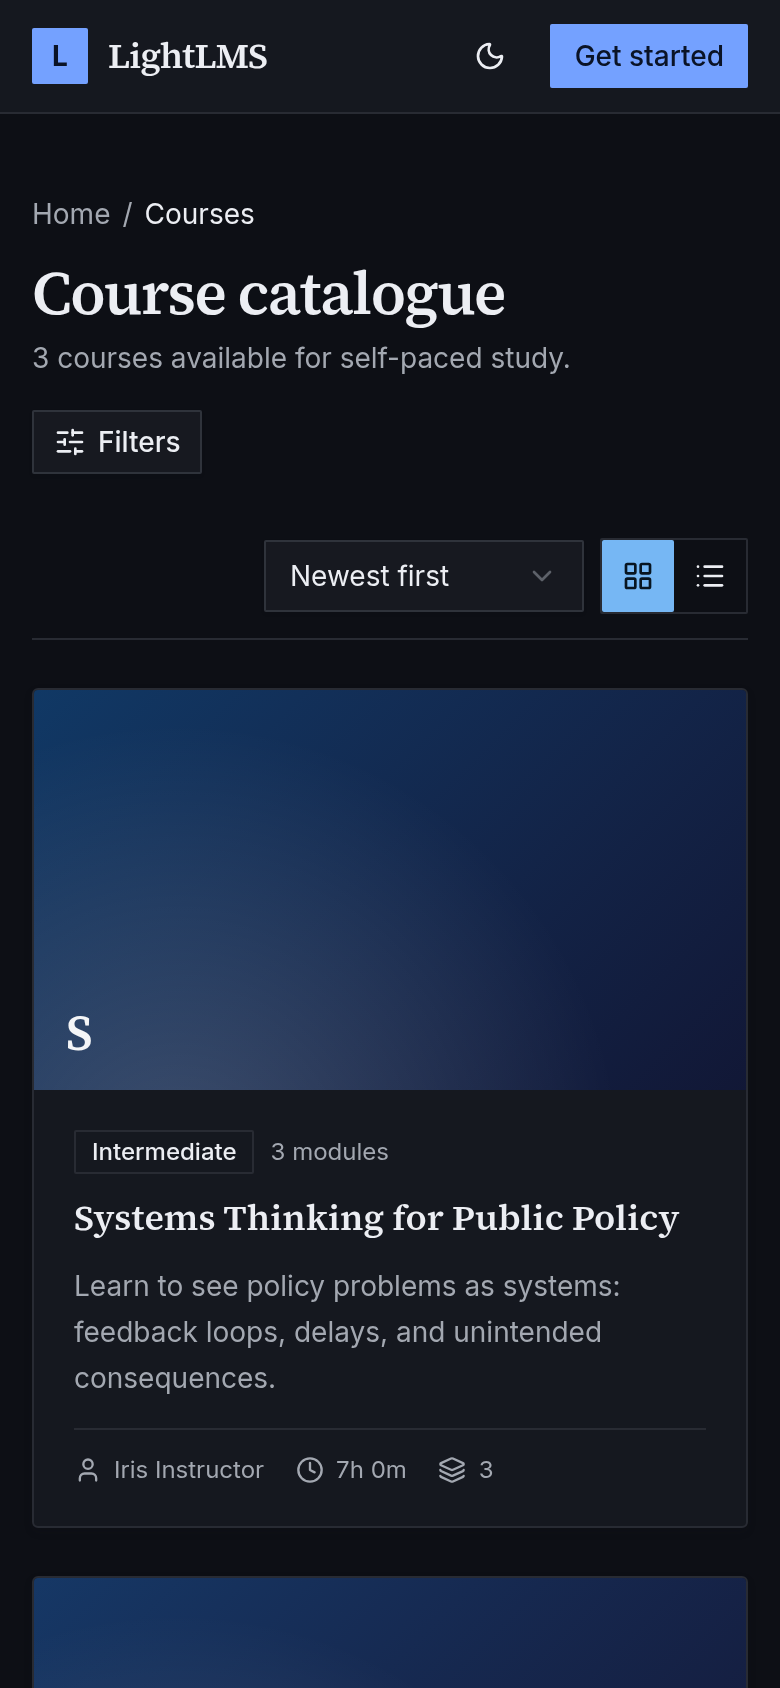 L LightLMS Get started
Home / Courses
Course catalogue
3 courses available for self-paced study.
Filters
Newest first
S
Intermediate 3 modules
Systems Thinking for Public Policy
Learn to see policy problems as systems:
feedback loops, delays, and unintended
consequences.
Iris Instructor 7h 0m 3